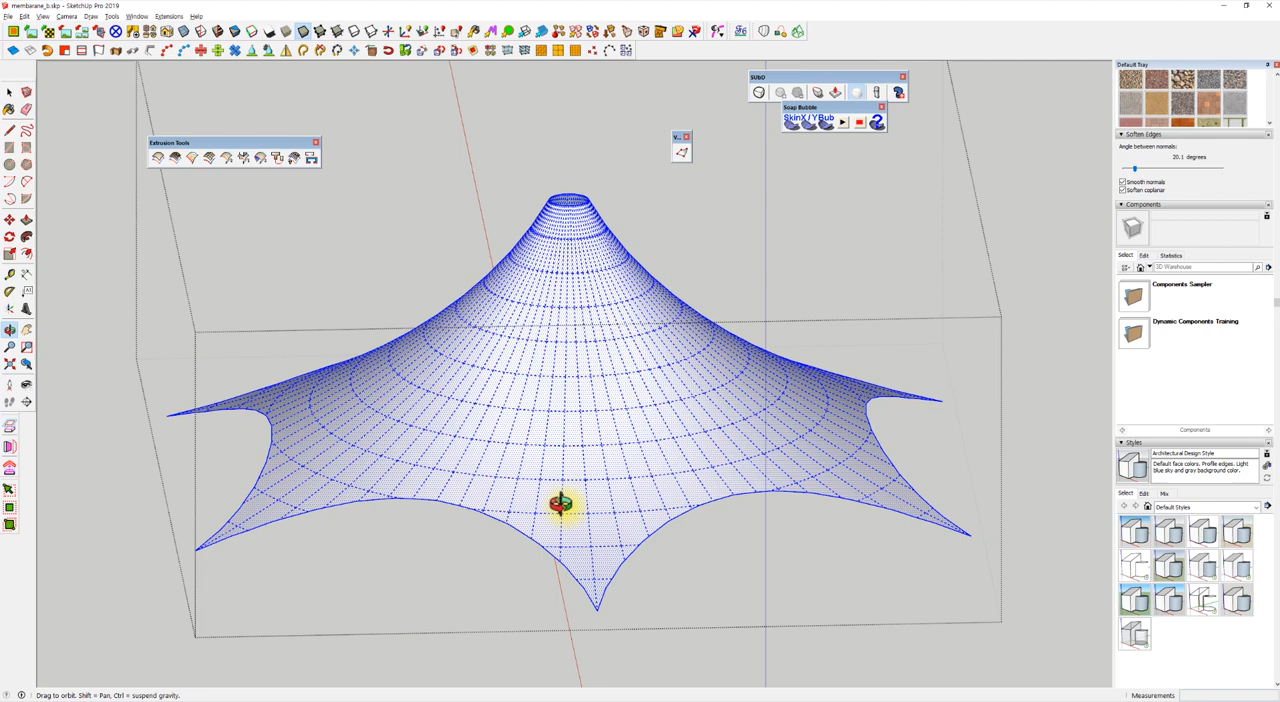 membarane_b.skp - SketchUp Pro 2019
File Edit View Camera Draw Tools Window Extensions Help
Default Tray
SUbD
Soap Bubble
SkinX / YBub
V...
Extrusion Tools
Soften Edges
Angle between normals:
20.1 degrees
Smooth normals
Soften coplanar
Components
Select Edit Statistics
3D Warehouse
Components Sampler
Dynamic Components Training
Components
Styles
Architectural Design Style
Default face colors. Profile edges. Light
blue sky and gray background color.
Select Edit Mix
Default Styles
Drag to orbit. Shift = Pan, Ctrl = suspend gravity.
Measurements